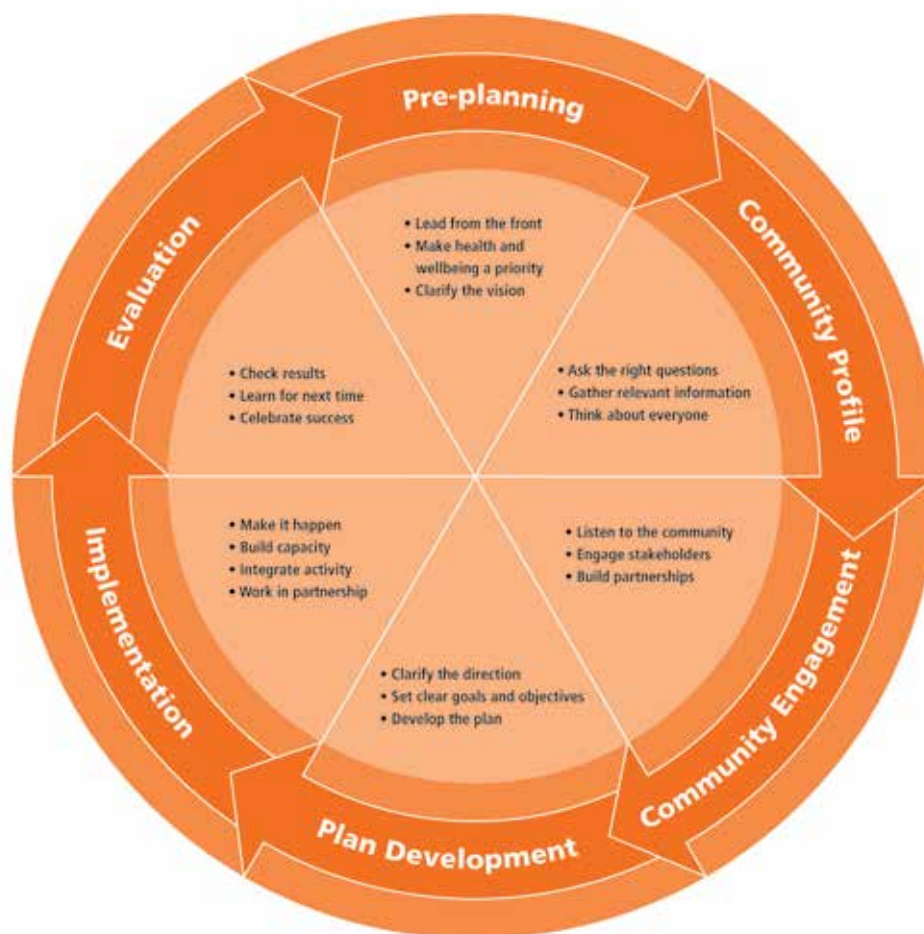 Pre-planning
• Lead from the front
• Make health and
wellbeing a priority
• Clarify the vision
Community Profile
• Ask the right questions
• Gather relevant information
• Think about everyone
Community Engagement
• Listen to the community
• Engage stakeholders
• Build partnerships
Plan Development
• Clarify the direction
• Set clear goals and objectives
• Develop the plan
Implementation
• Make it happen
• Build capacity
• Integrate activity
• Work in partnership
Evaluation
• Check results
• Learn for next time
• Celebrate success